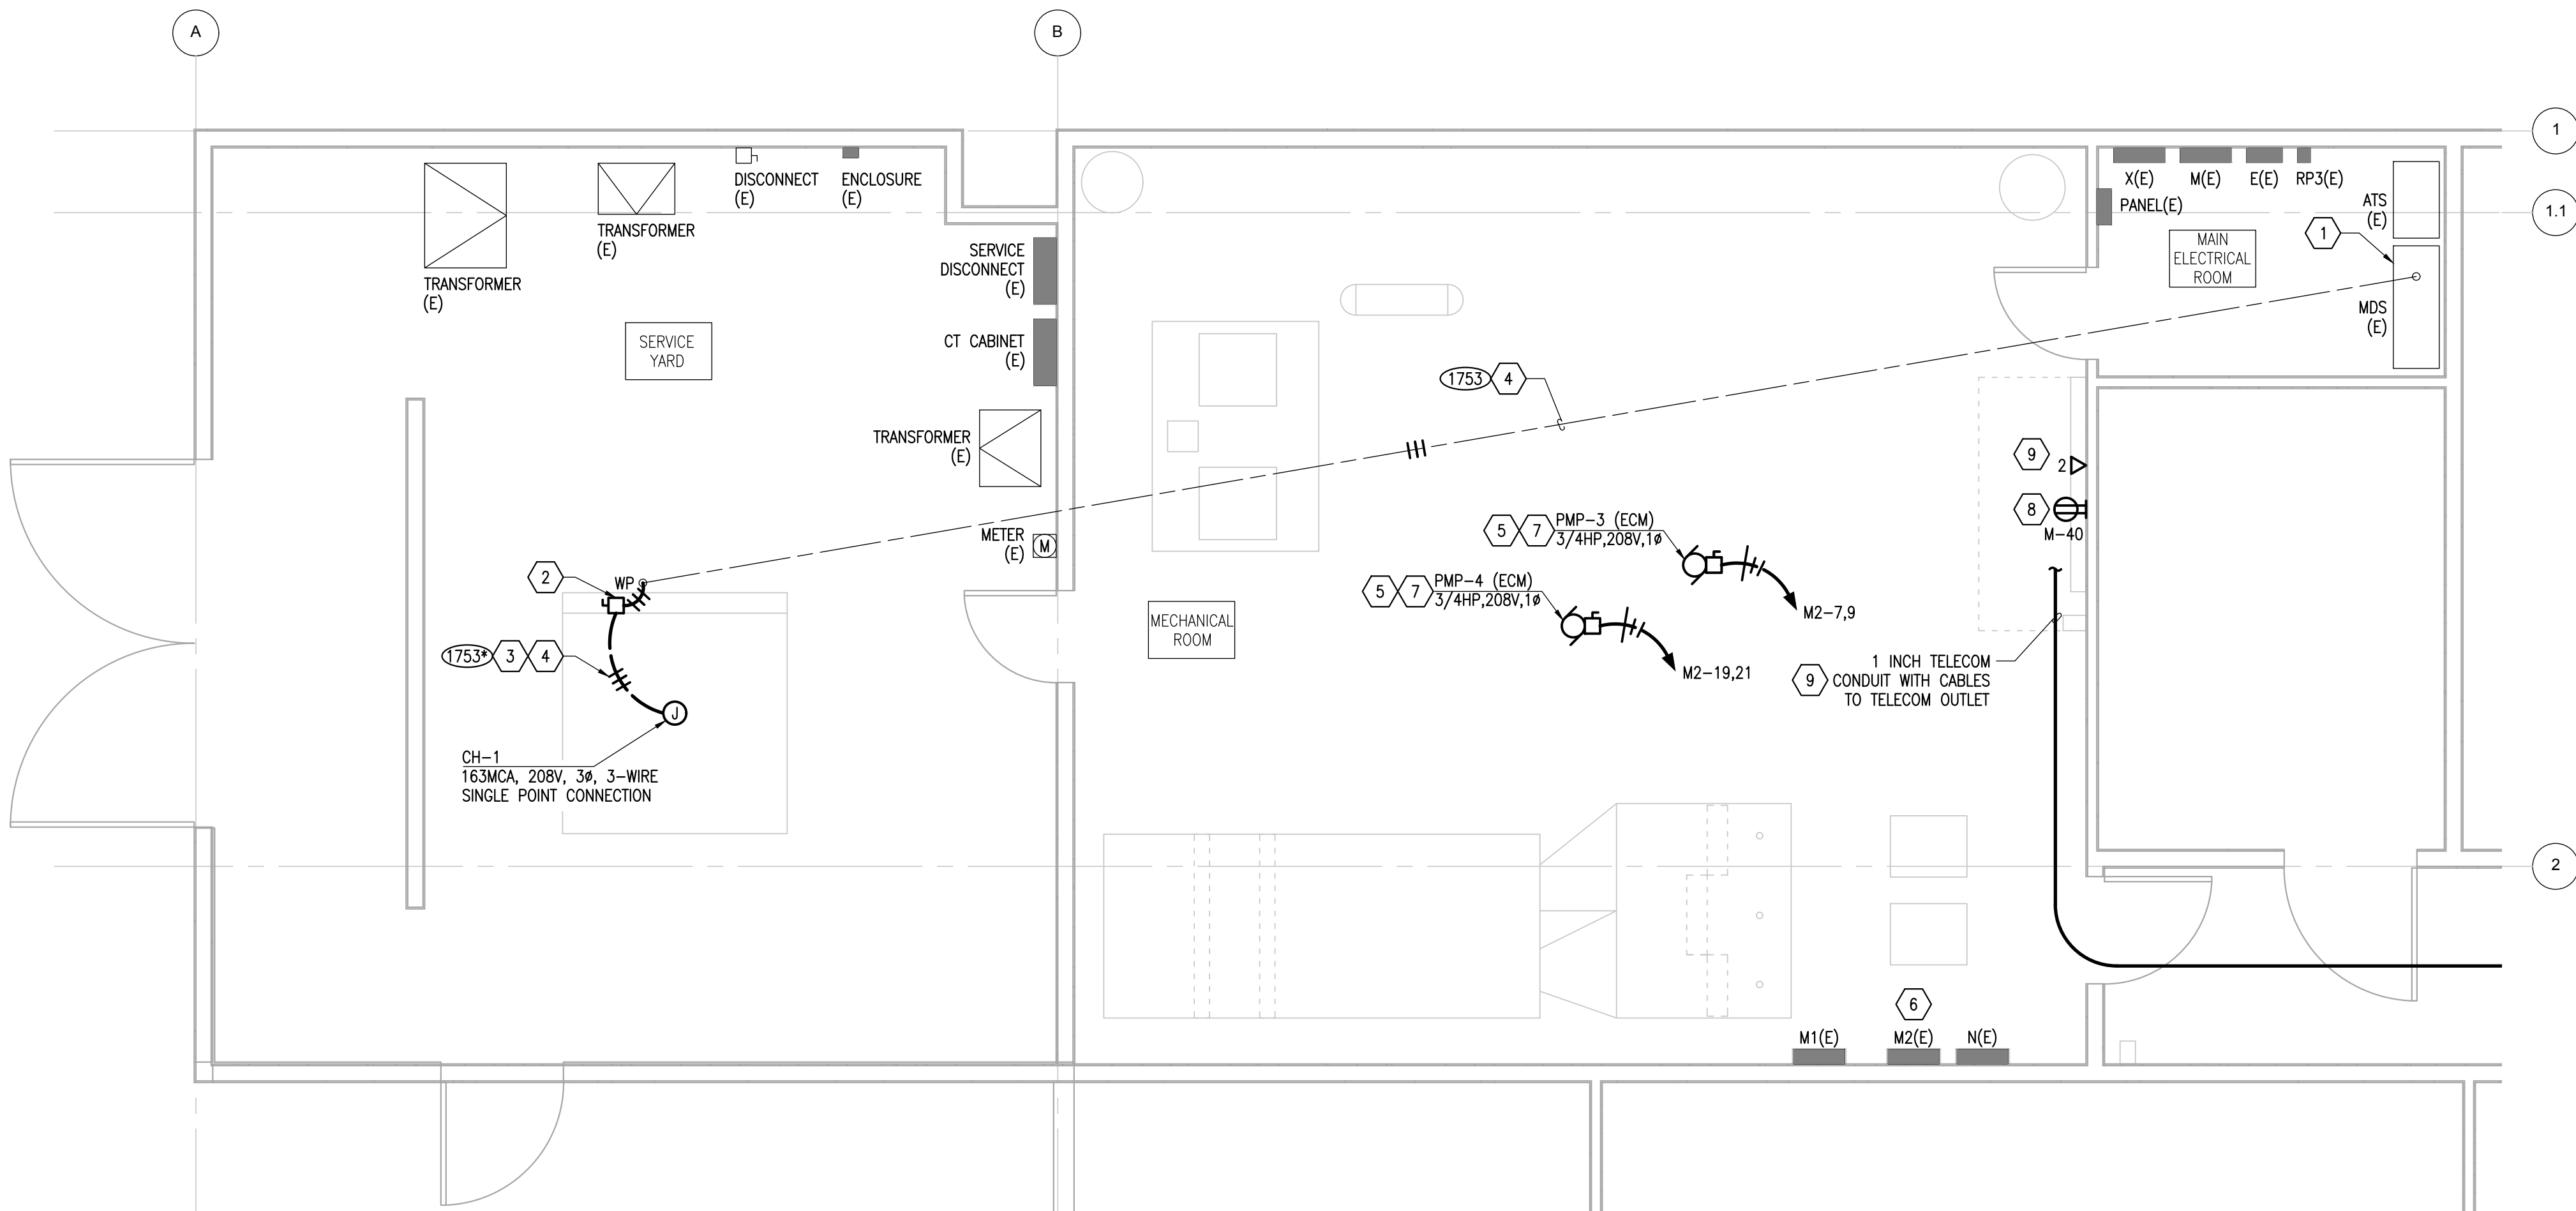 A
B
1
1.1
2
DISCONNECT
(E)
ENCLOSURE
(E)
TRANSFORMER
(E)
TRANSFORMER
(E)
SERVICE
DISCONNECT
(E)
SERVICE
YARD
CT CABINET
(E)
TRANSFORMER
(E)
METER
(E)
M
2
WP
1753*
3
4
J
CH-1
163MCA, 208V, 3ø, 3-WIRE
SINGLE POINT CONNECTION
X(E)
M(E)
E(E)
RP3(E)
PANEL(E)
ATS
(E)
1
MAIN
ELECTRICAL
ROOM
MDS
(E)
1753
4
9
2
8
M-40
5
7
PMP-3 (ECM)
3/4HP,208V,1ø
M2-7,9
5
7
PMP-4 (ECM)
3/4HP,208V,1ø
M2-19,21
MECHANICAL
ROOM
9
1 INCH TELECOM
CONDUIT WITH CABLES
TO TELECOM OUTLET
6
M1(E)
M2(E)
N(E)